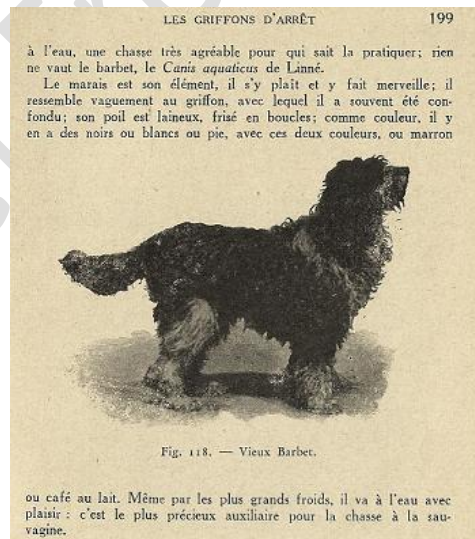 LES GRIFFONS D'ARRÊT 199
à l'eau, une chasse très agréable pour qui sait la pratiquer; rien
ne vaut le barbet, le Canis aquaticus de Linné.
Le marais est son élément, il s'y plaît et y fait merveille; il
ressemble vaguement au griffon, avec lequel il a souvent été con-
fondu; son poil est laineux, frisé en boucles; comme couleur, il y
en a des noirs ou blancs ou pie, avec ces deux couleurs, ou marron
Fig. 118. — Vieux Barbet.
ou café au lait. Même par les plus grands froids, il va à l'eau avec
plaisir : c'est le plus précieux auxiliaire pour la chasse à la sau-
vagine.